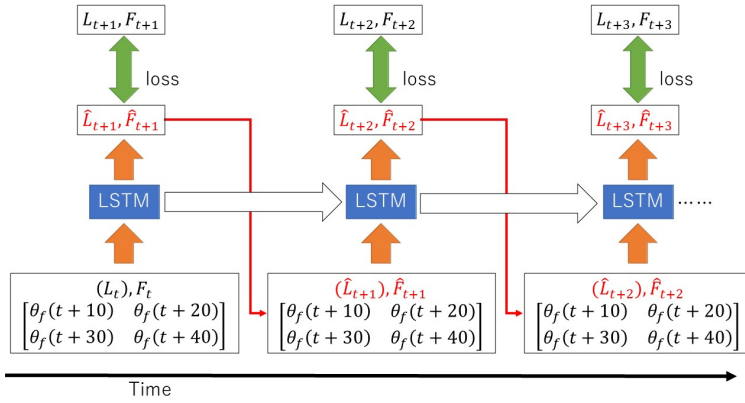 L_{t+1}, F_{t+1} L_{t+2}, F_{t+2} L_{t+3}, F_{t+3}
loss loss loss
L̂_{t+1}, F̂_{t+1} L̂_{t+2}, F̂_{t+2} L̂_{t+3}, F̂_{t+3}
LSTM LSTM LSTM ……
(L_t), F_t (L̂_{t+1}), F̂_{t+1} (L̂_{t+2}), F̂_{t+2}
[θ_f(t + 10) θ_f(t + 20)] [θ_f(t + 10) θ_f(t + 20)] [θ_f(t + 10) θ_f(t + 20)]
[θ_f(t + 30) θ_f(t + 40)] [θ_f(t + 30) θ_f(t + 40)] [θ_f(t + 30) θ_f(t + 40)]
Time